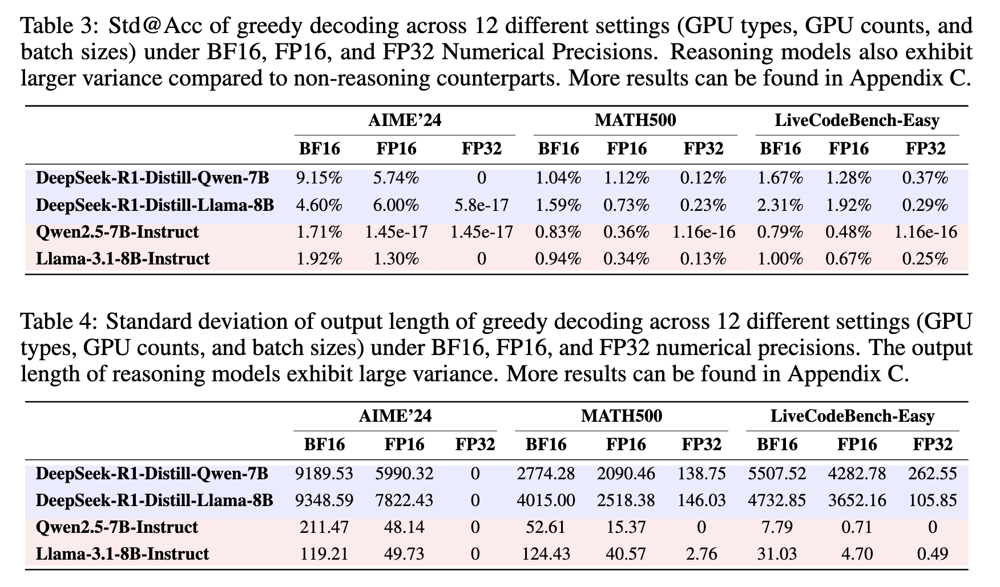 Table 3: Std@Acc of greedy decoding across 12 different settings (GPU types, GPU counts, and
batch sizes) under BF16, FP16, and FP32 Numerical Precisions. Reasoning models also exhibit
larger variance compared to non-reasoning counterparts. More results can be found in Appendix C.
AIME’24 MATH500 LiveCodeBench-Easy
BF16 FP16 FP32 BF16 FP16 FP32 BF16 FP16 FP32
DeepSeek-R1-Distill-Qwen-7B 9.15% 5.74% 0 1.04% 1.12% 0.12% 1.67% 1.28% 0.37%
DeepSeek-R1-Distill-Llama-8B 4.60% 6.00% 5.8e-17 1.59% 0.73% 0.23% 2.31% 1.92% 0.29%
Qwen2.5-7B-Instruct 1.71% 1.45e-17 1.45e-17 0.83% 0.36% 1.16e-16 0.79% 0.48% 1.16e-16
Llama-3.1-8B-Instruct 1.92% 1.30% 0 0.94% 0.34% 0.13% 1.00% 0.67% 0.25%
Table 4: Standard deviation of output length of greedy decoding across 12 different settings (GPU
types, GPU counts, and batch sizes) under BF16, FP16, and FP32 numerical precisions. The output
length of reasoning models exhibit large variance. More results can be found in Appendix C.
AIME’24 MATH500 LiveCodeBench-Easy
BF16 FP16 FP32 BF16 FP16 FP32 BF16 FP16 FP32
DeepSeek-R1-Distill-Qwen-7B 9189.53 5990.32 0 2774.28 2090.46 138.75 5507.52 4282.78 262.55
DeepSeek-R1-Distill-Llama-8B 9348.59 7822.43 0 4015.00 2518.38 146.03 4732.85 3652.16 105.85
Qwen2.5-7B-Instruct 211.47 48.14 0 52.61 15.37 0 7.79 0.71 0
Llama-3.1-8B-Instruct 119.21 49.73 0 124.43 40.57 2.76 31.03 4.70 0.49